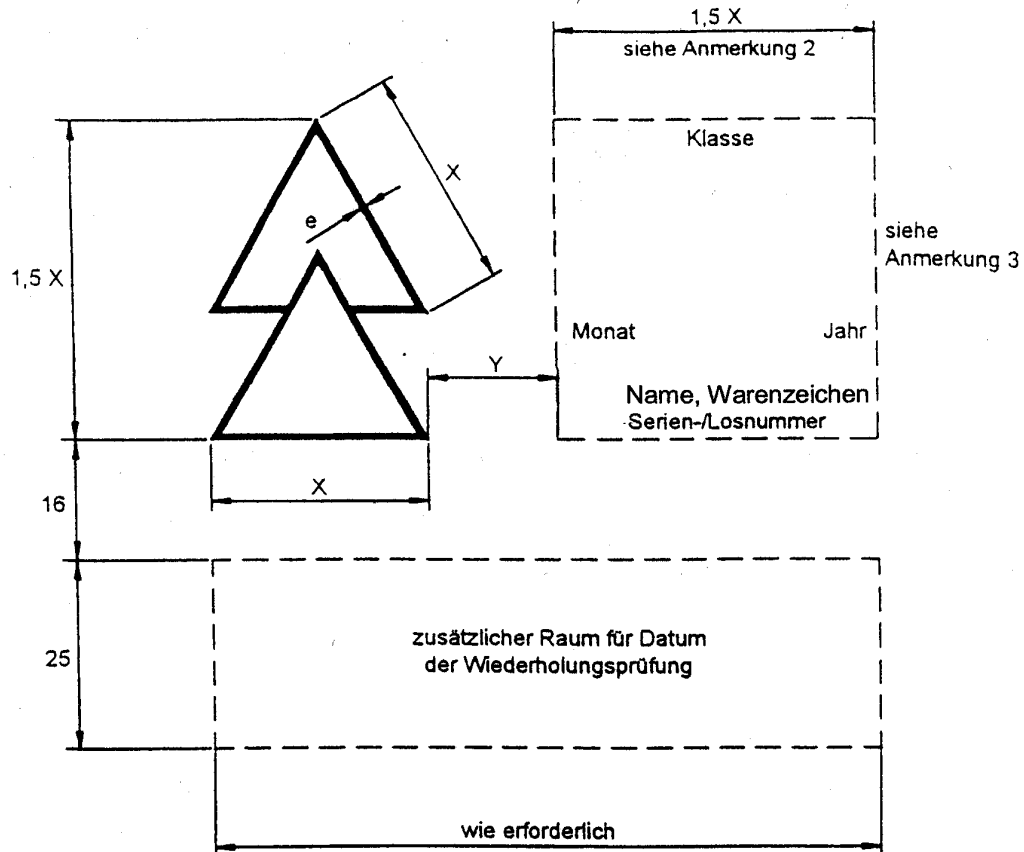 1,5 X
siehe Anmerkung 2
X
e
1,5 X
Klasse
siehe
Anmerkung 3
Monat Jahr
Y
Name, Warenzeichen
Serien-/Losnummer
X
16
25
zusätzlicher Raum für Datum
der Wiederholungsprüfung
wie erforderlich